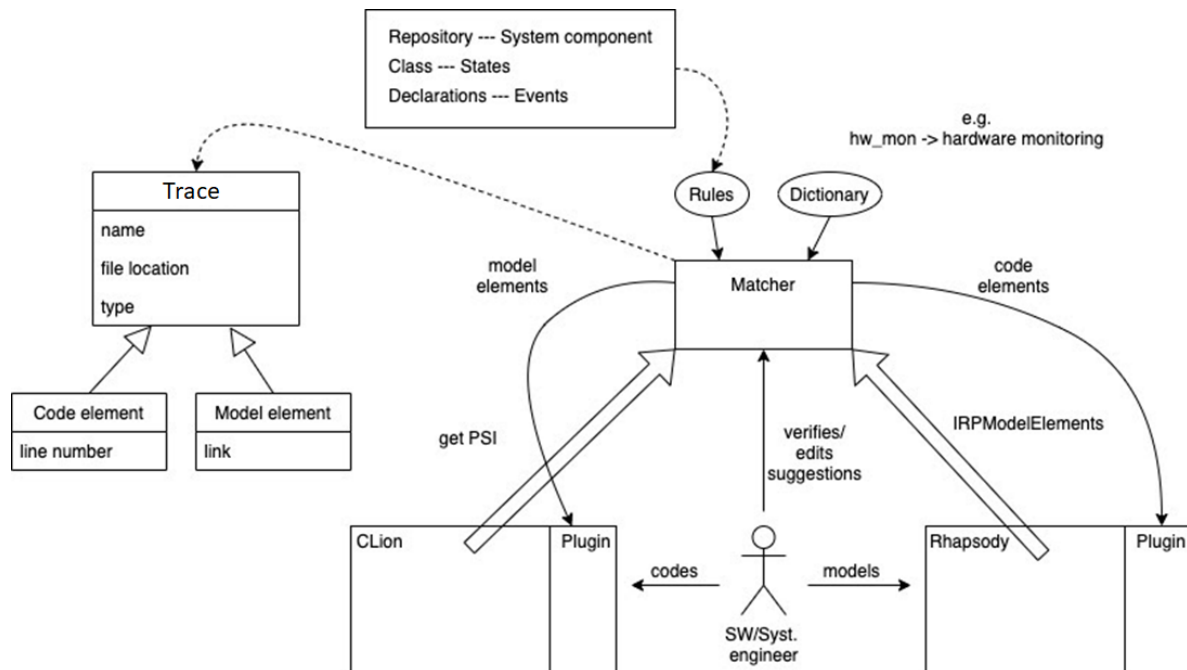 Repository --- System component
Class --- States
Declarations --- Events
e.g.
hw_mon -> hardware monitoring
Trace
name
file location
type
Rules
Dictionary
model
elements
Matcher
code
elements
Code element
line number
Model element
link
get PSI
verifies/
edits
suggestions
IRPModelElements
CLion
Plugin
Rhapsody
Plugin
codes
models
SW/Syst.
engineer